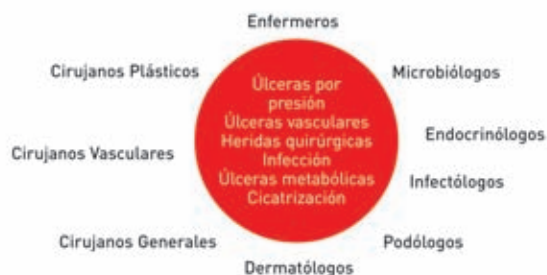 Enfermeros
Cirujanos Plásticos
Microbiólogos
Úlceras por
presión
Úlceras vasculares
Heridas quirúrgicas
Infección
Úlceras metabólicas
Cicatrización
Endocrinólogos
Cirujanos Vasculares
Infectólogos
Cirujanos Generales
Podólogos
Dermatólogos